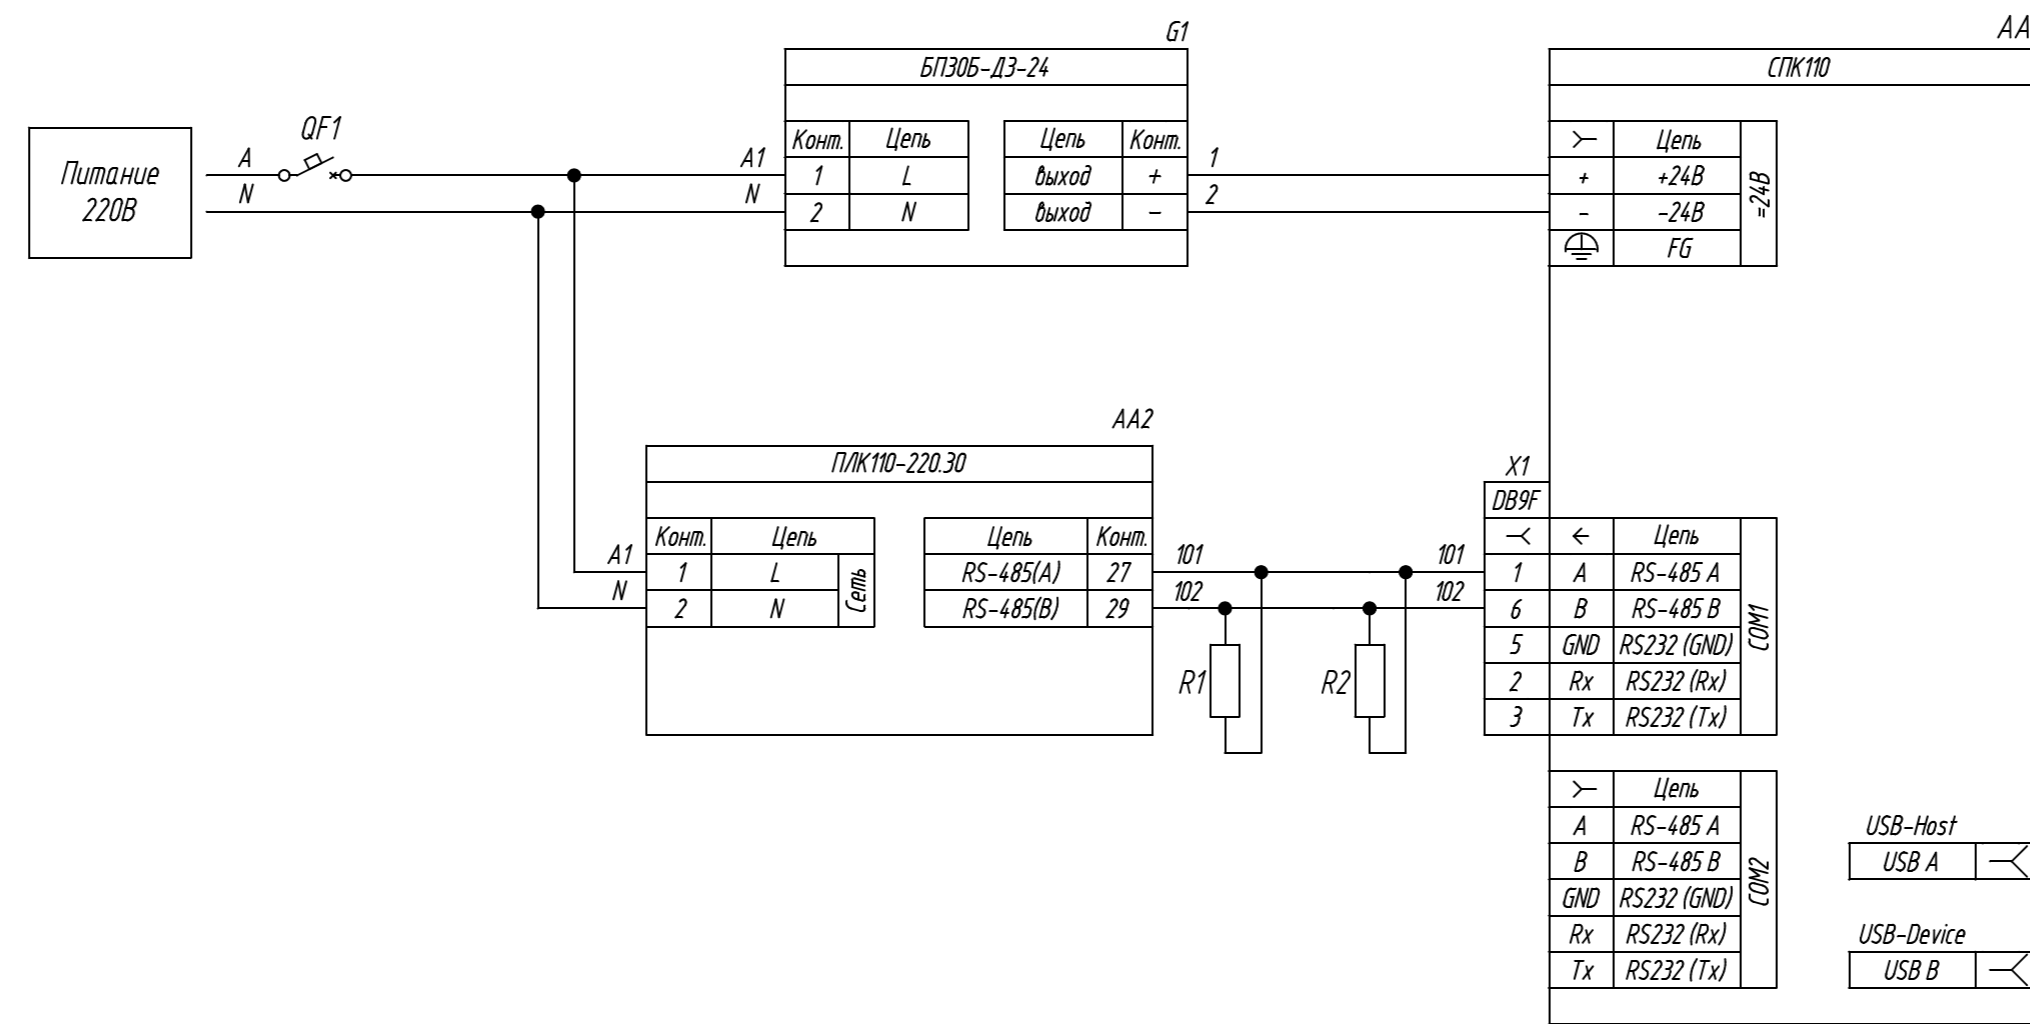 G1
БП30Б-Д3-24
Конт. Цепь Цепь Конт.
1 L выход +
2 N выход -
Питание
220В
A
N
QF1
A1
N
1
2
AA
СПК110
Цепь
+ +24В
- -24В
FG
=24В
AA2
ПЛК110-220.30
Конт. Цепь Цепь Конт.
1 L RS-485(A) 27
2 N RS-485(B) 29
Сеть
A1
N
101
102
101
102
R1
R2
X1
DB9F
Цепь
1 A RS-485 A
6 B RS-485 B
5 GND RS232 (GND)
2 Rx RS232 (Rx)
3 Tx RS232 (Tx)
COM1
Цепь
A RS-485 A
B RS-485 B
GND RS232 (GND)
Rx RS232 (Rx)
Tx RS232 (Tx)
COM2
USB-Host
USB A
USB-Device
USB B